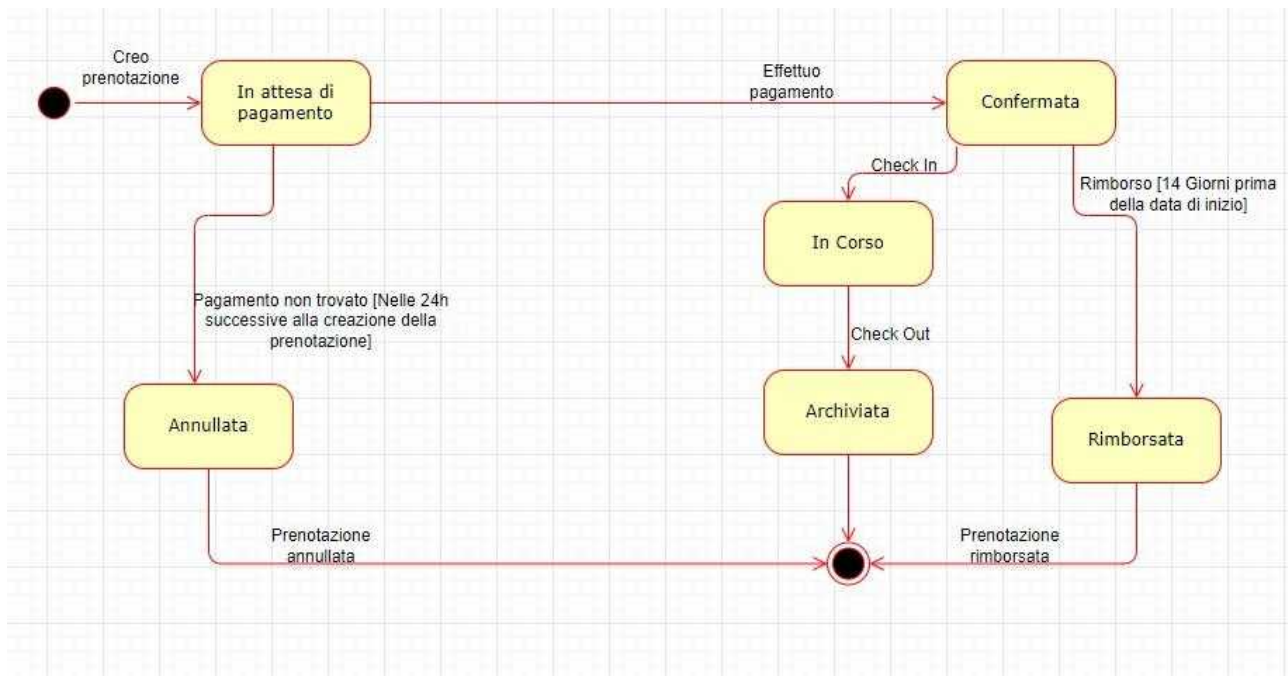 Creo
prenotazione
In attesa di
pagamento
Effettuo
pagamento
Confermata
Check In
Rimborso [14 Giorni prima
della data di inizio]
In Corso
Pagamento non trovato [Nelle 24h
successive alla creazione della
prenotazione]
Check Out
Annullata
Archiviata
Rimborsata
Prenotazione
annullata
Prenotazione
rimborsata